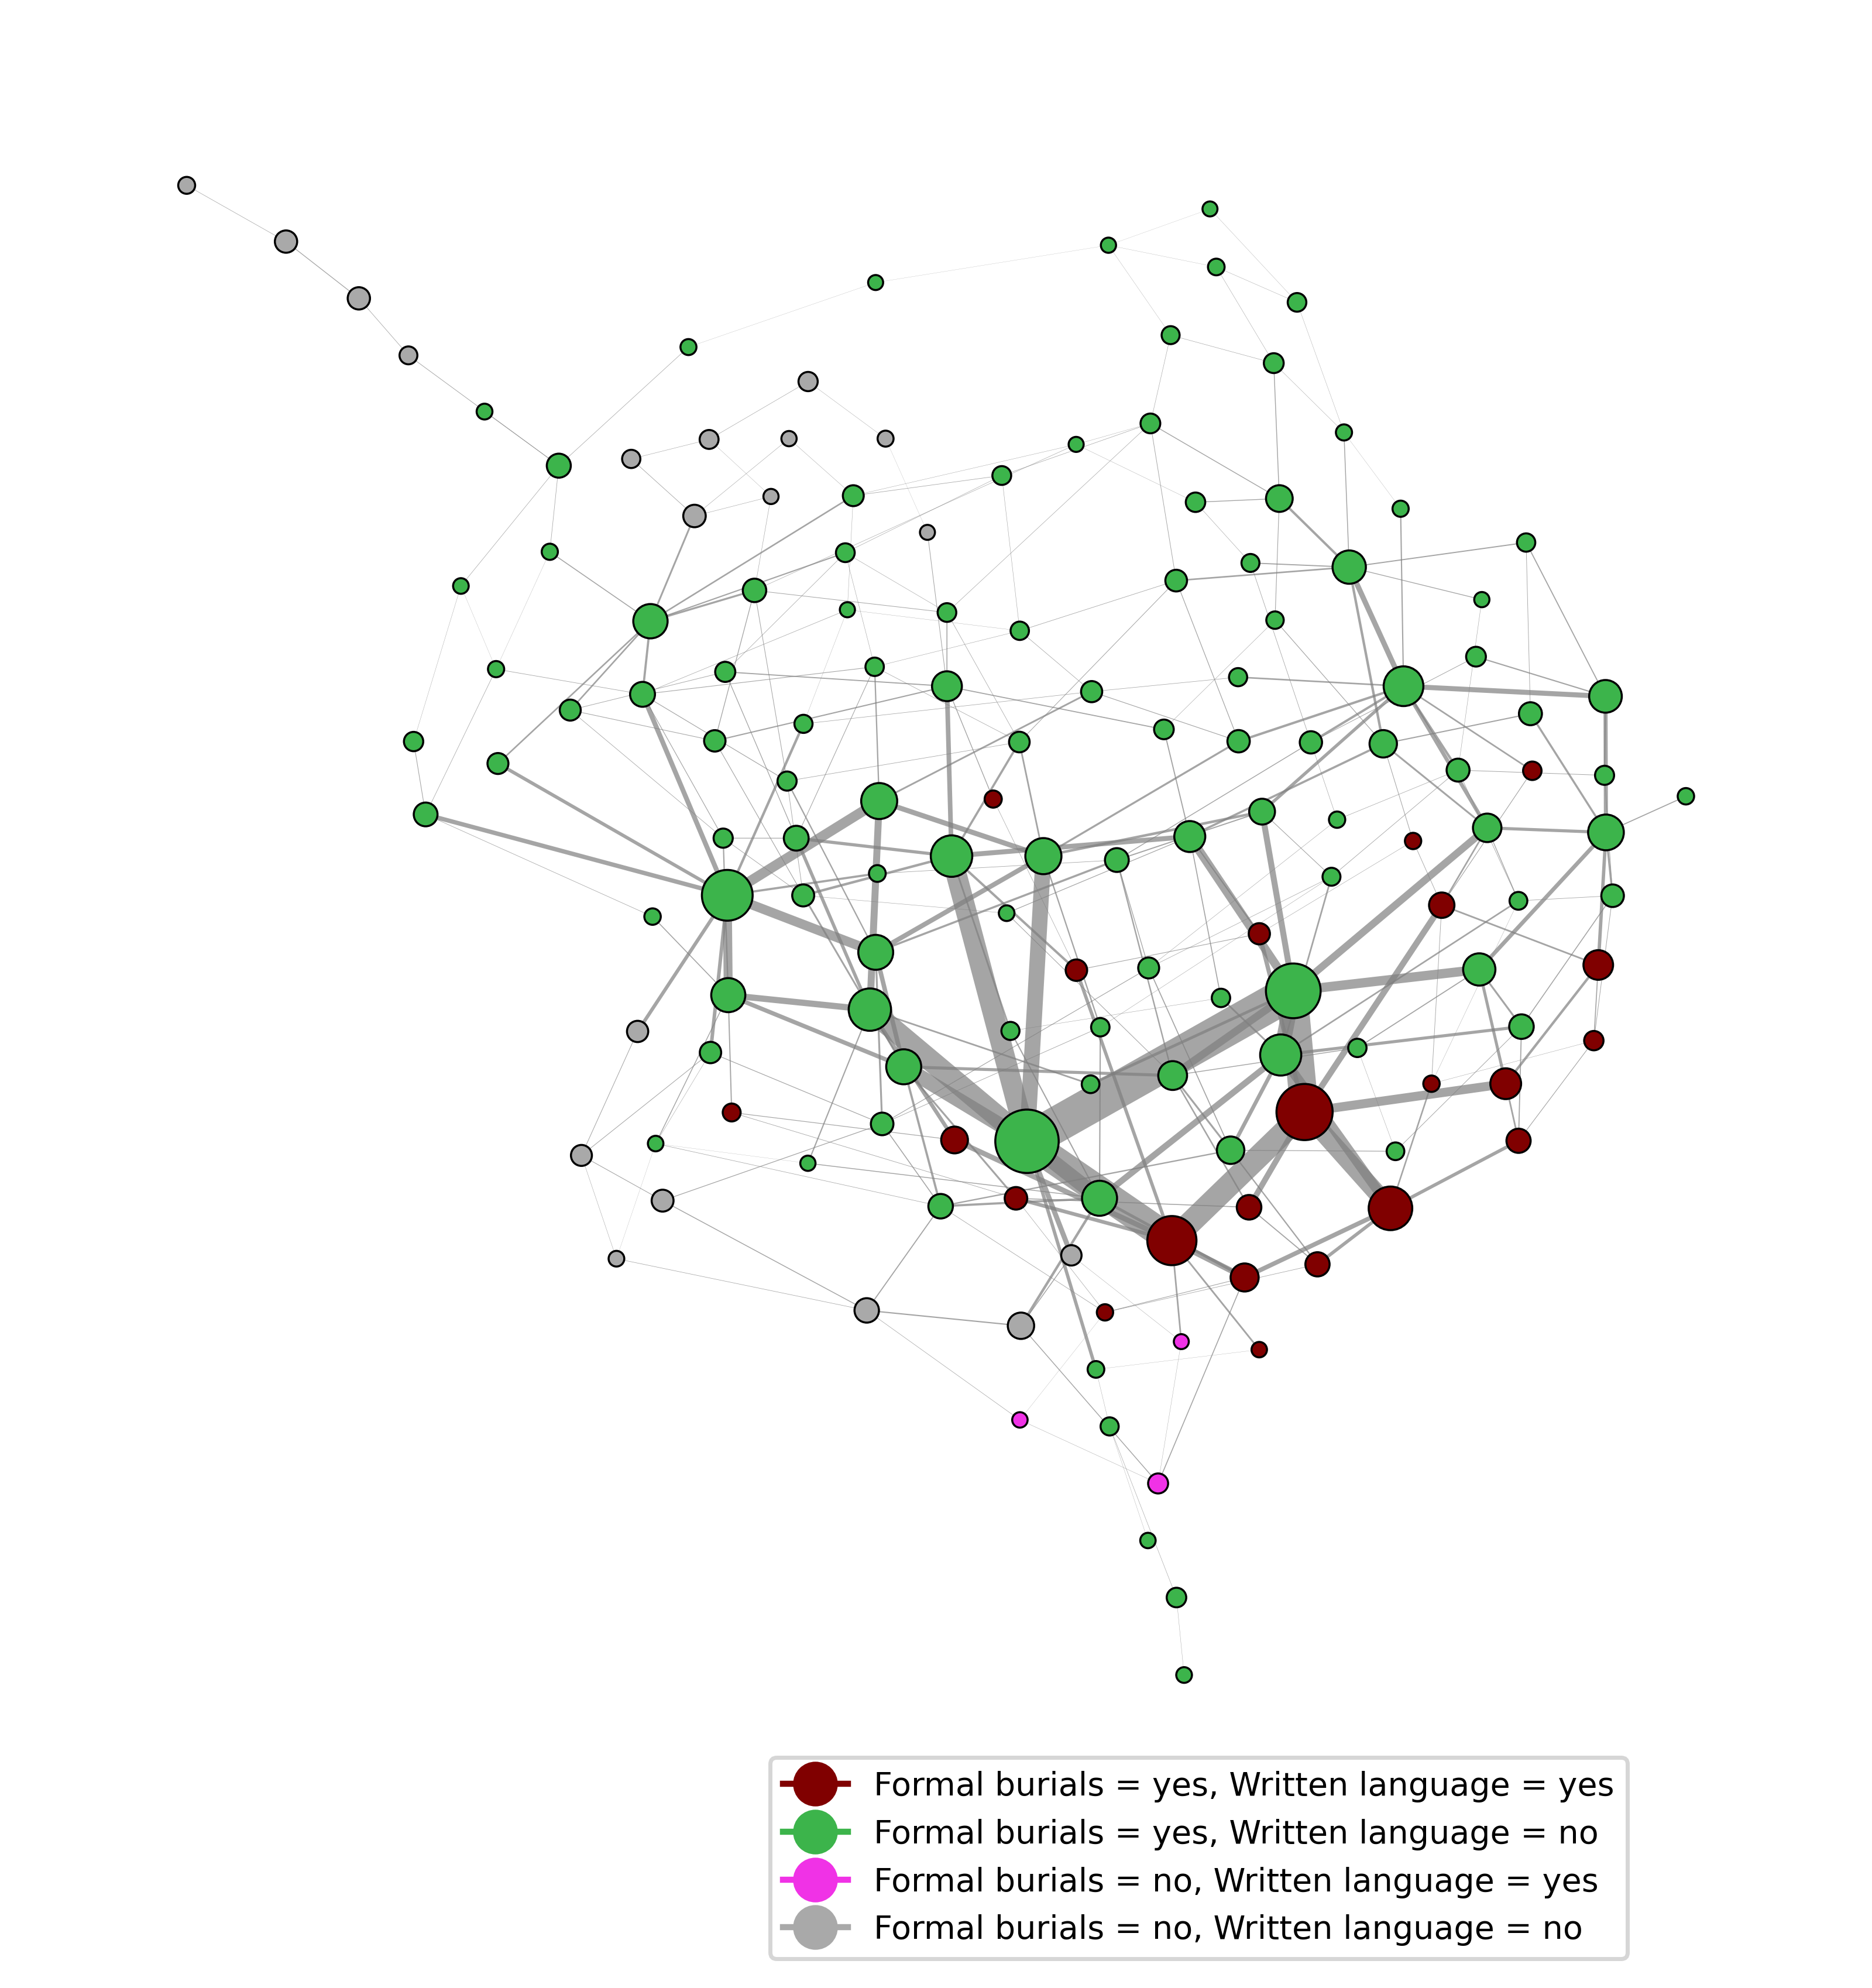 Formal burials = yes, Written language = yes
Formal burials = yes, Written language = no
Formal burials = no, Written language = yes
Formal burials = no, Written language = no